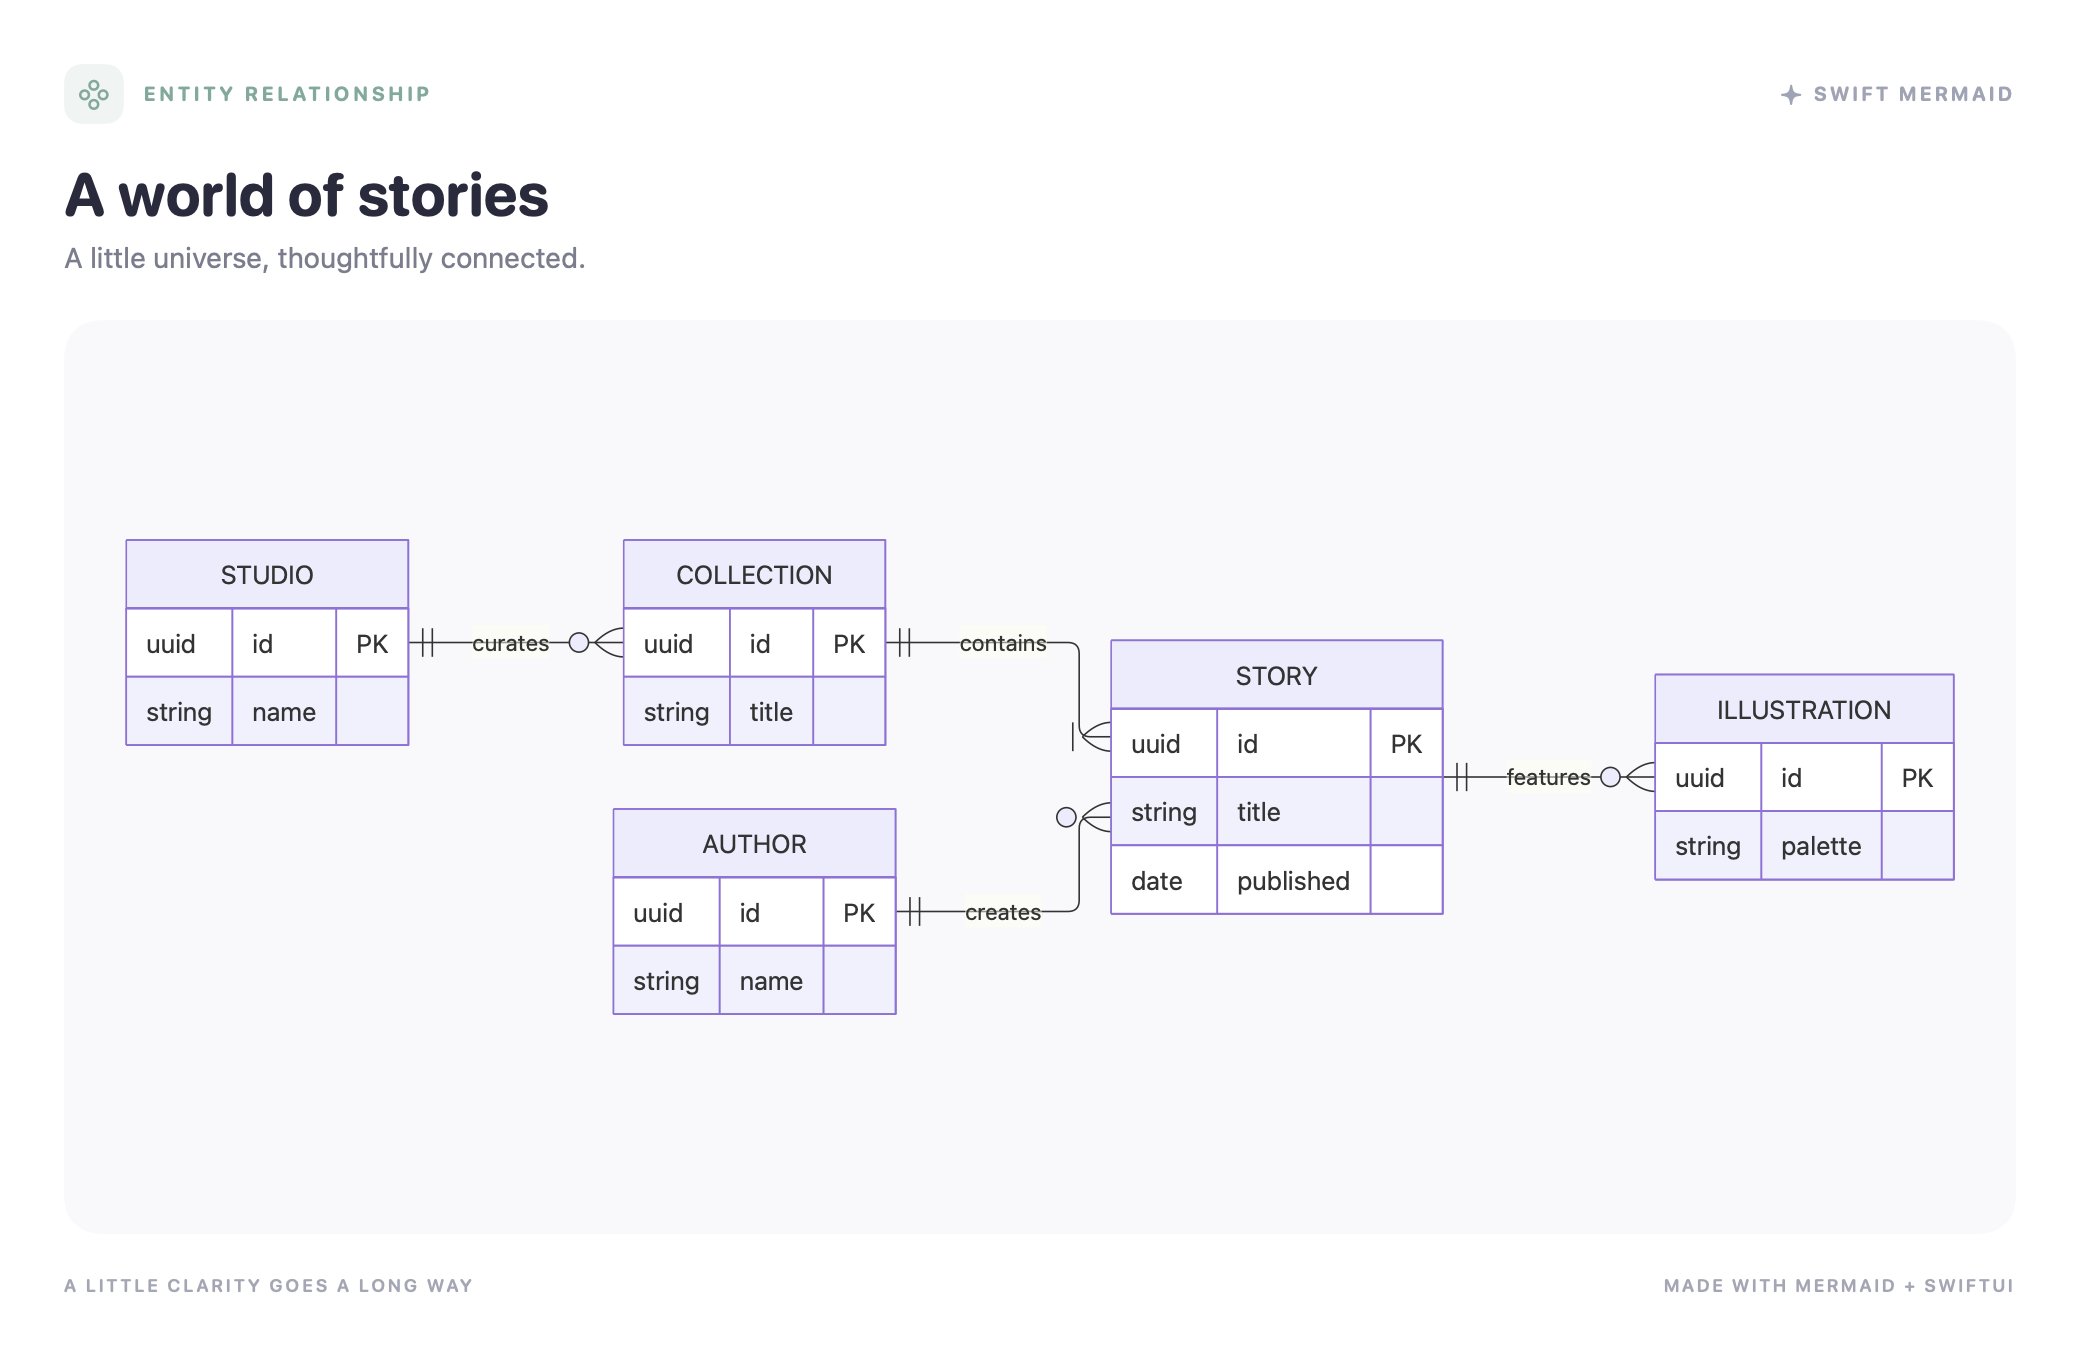 ENTITY RELATIONSHIP
SWIFT MERMAID
A world of stories
A little universe, thoughtfully connected.
STUDIO
uuid id PK
string name
curates
COLLECTION
uuid id PK
string title
contains
AUTHOR
uuid id PK
string name
creates
STORY
uuid id PK
string title
date published
features
ILLUSTRATION
uuid id PK
string palette
A LITTLE CLARITY GOES A LONG WAY
MADE WITH MERMAID + SWIFTUI